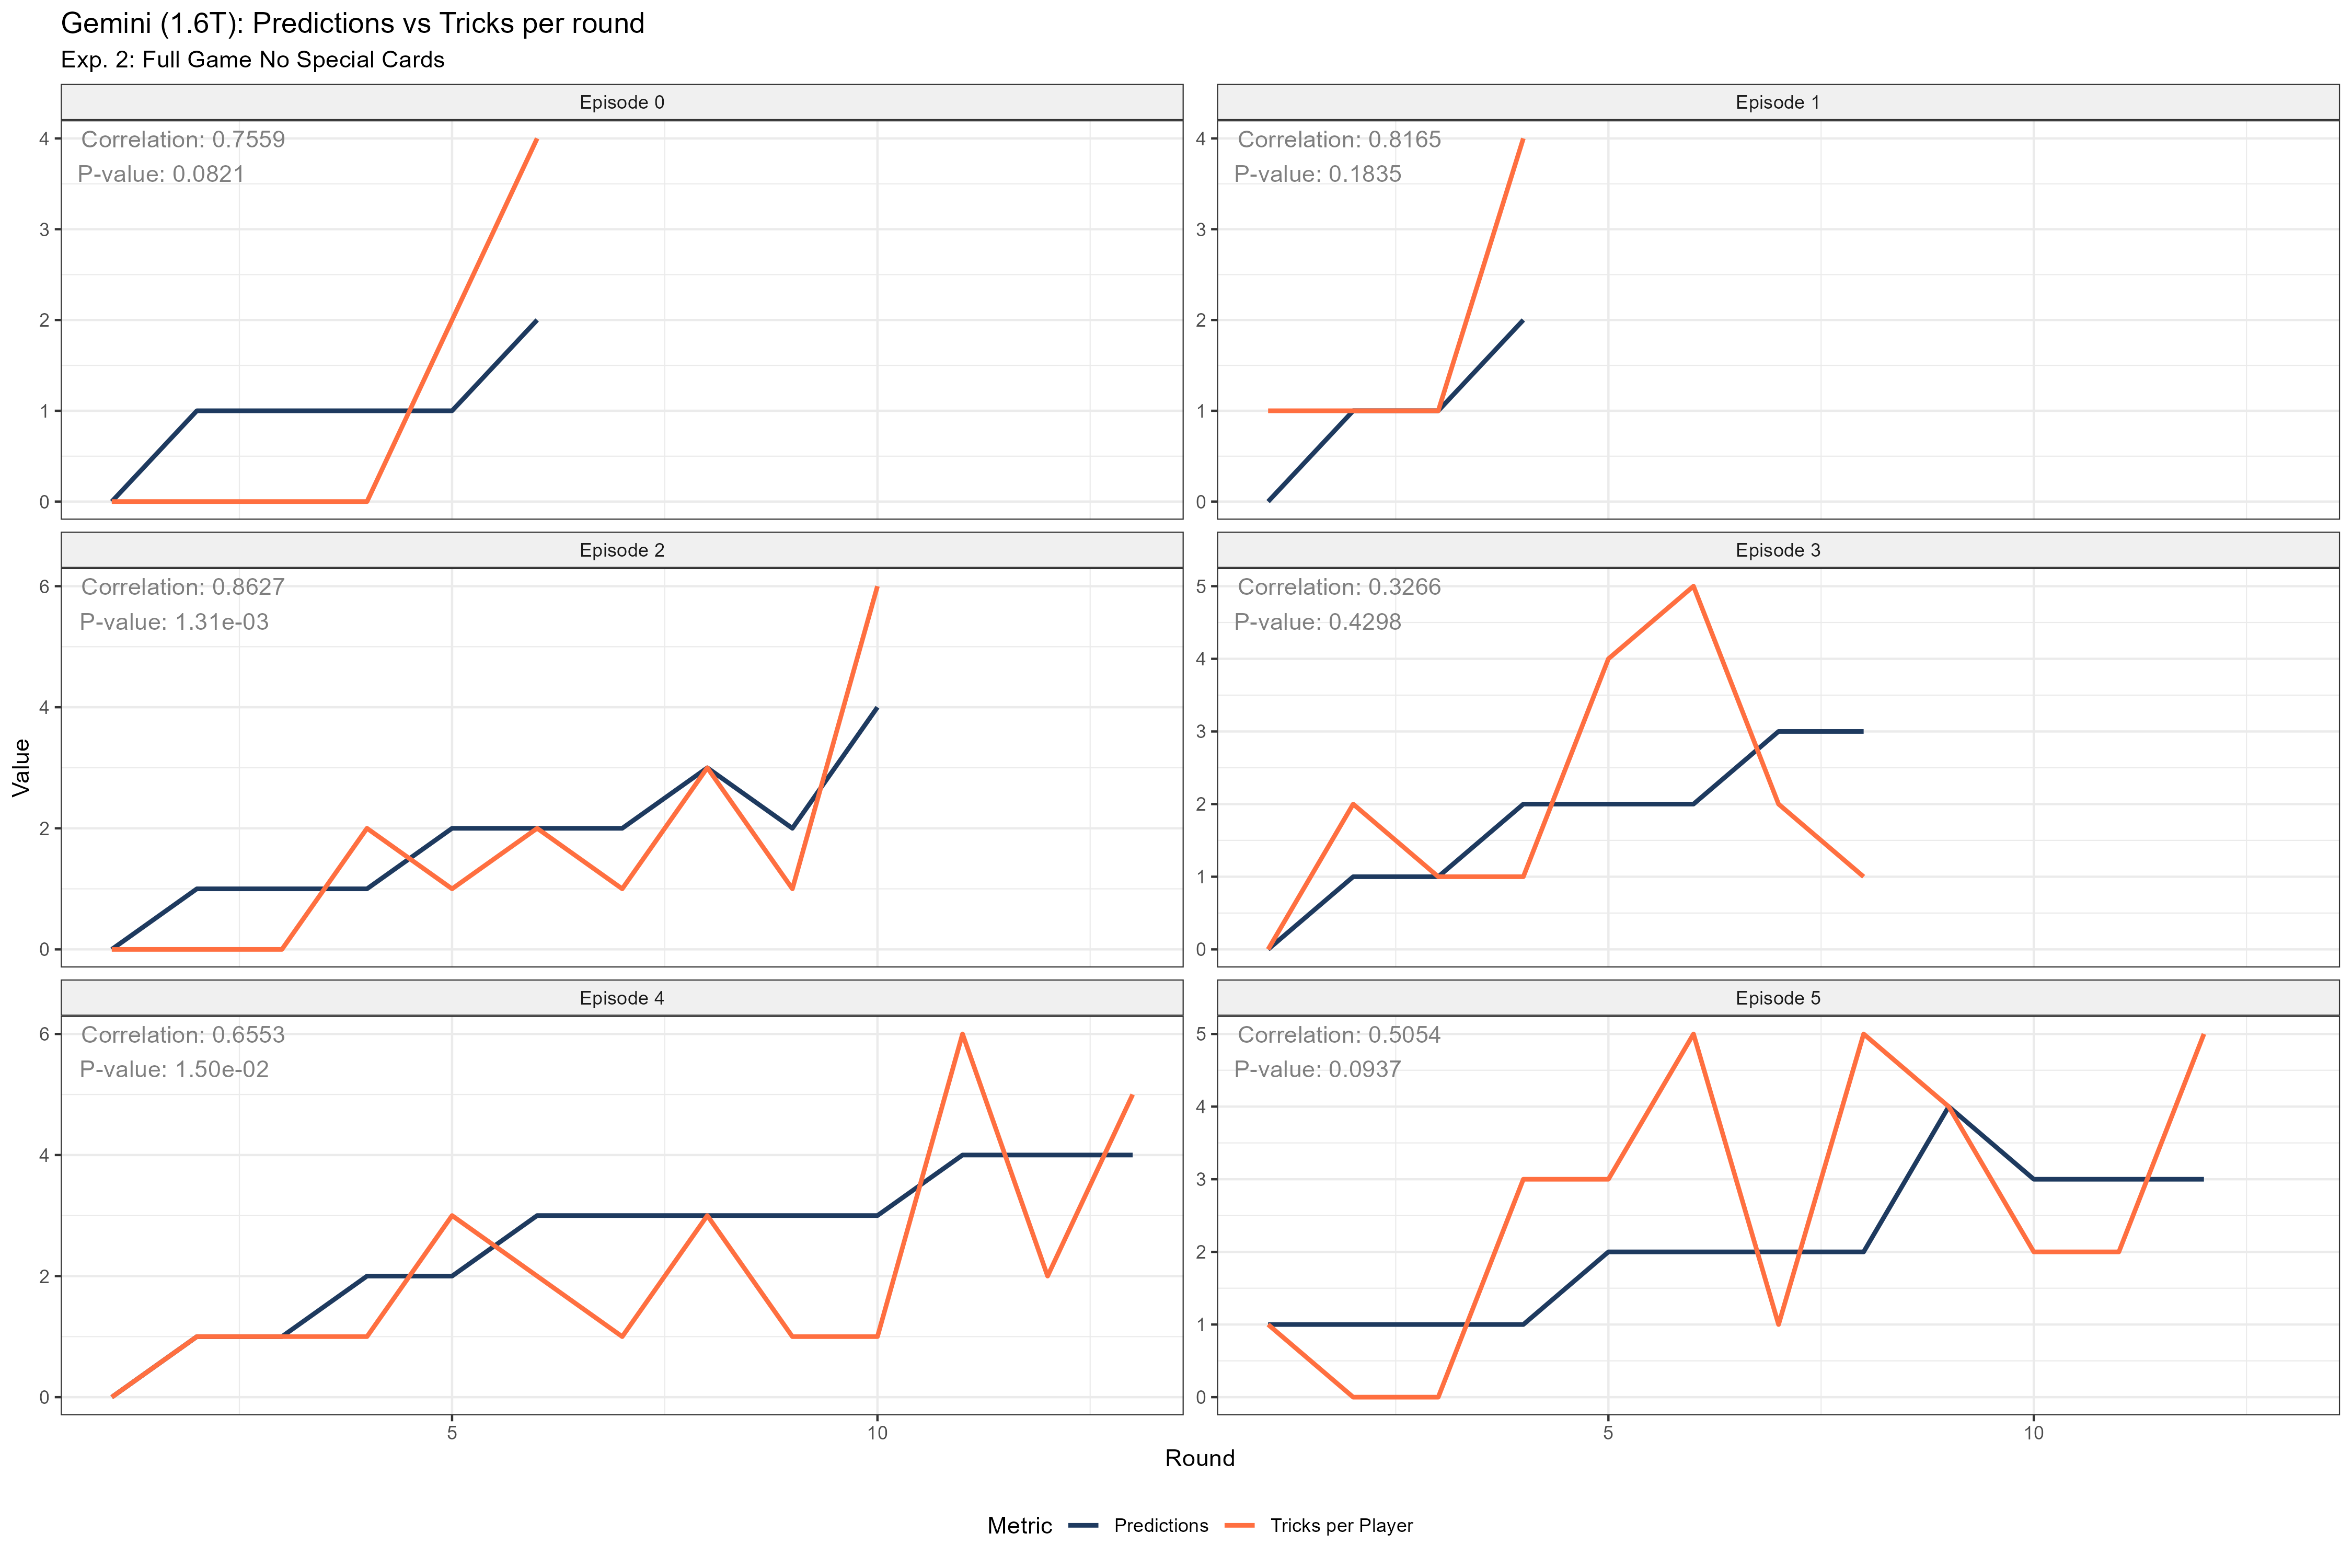 Gemini (1.6T): Predictions vs Tricks per round
Exp. 2: Full Game No Special Cards
Episode 0
Correlation: 0.7559
P-value: 0.0821
4
3
2
1
0
Episode 1
Correlation: 0.8165
P-value: 0.1835
4
3
2
1
0
Episode 2
Correlation: 0.8627
P-value: 1.31e-03
6
4
2
0
Episode 3
Correlation: 0.3266
P-value: 0.4298
5
4
3
2
1
0
Value
Episode 4
Correlation: 0.6553
P-value: 1.50e-02
6
4
2
0
5 10
Episode 5
Correlation: 0.5054
P-value: 0.0937
5
4
3
2
1
0
5 10
Round
Metric Predictions Tricks per Player